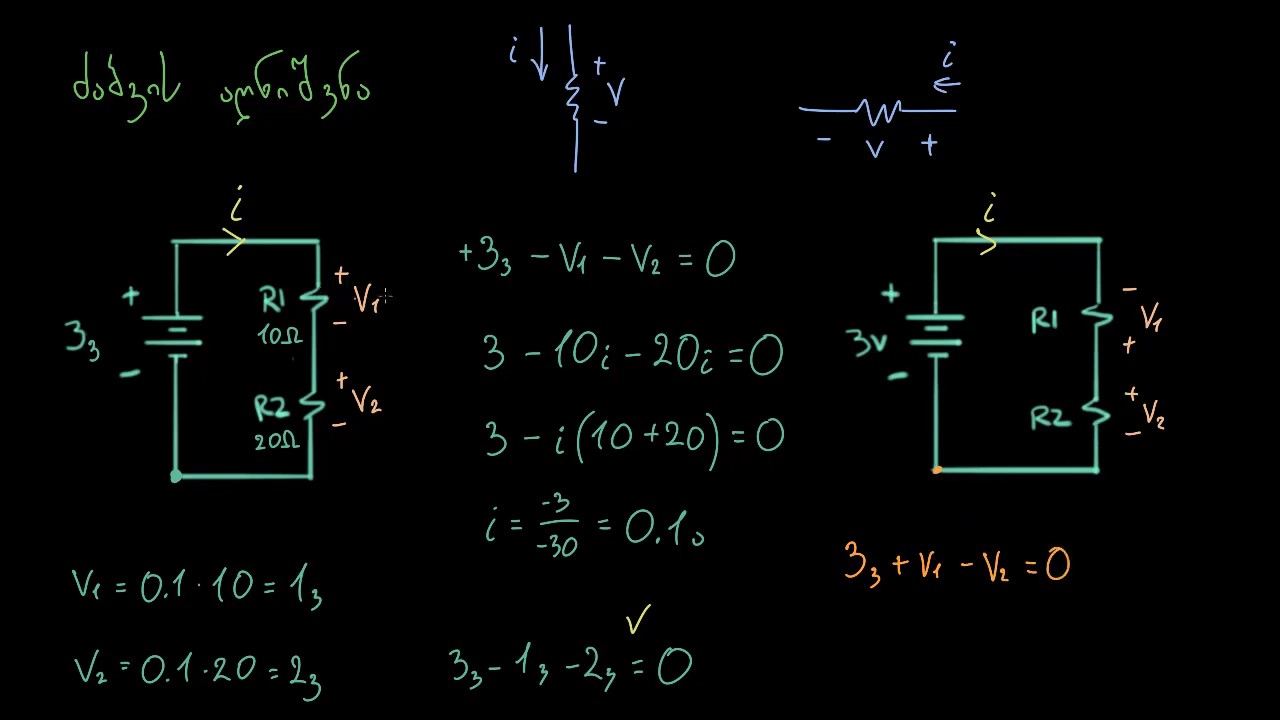 ძაბვის აღნიშვნა
i
+
V
-
i
- V +
i
+
3ვ
-
R1
10Ω
+
V₁
-
R2
20Ω
+
V₂
-
+3ვ - V₁ - V₂ = 0
3 - 10i - 20i = 0
3 - i(10+20) = 0
i = -3/-30 = 0.1ა
i
+
3v
-
R1
-
V₁
+
R2
+
V₂
-
3ვ + V₁ - V₂ = 0
V₁ = 0.1 · 10 = 1ვ
V₂ = 0.1 · 20 = 2ვ
✓
3ვ - 1ვ - 2ვ = 0